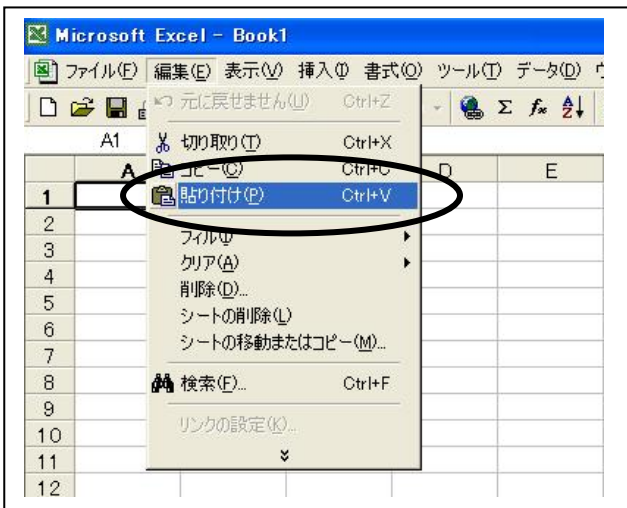 Microsoft Excel - Book1
ファイル(F) 編集(E) 表示(V) 挿入(I) 書式(O) ツール(T) データ(D)
Σ fx
元に戻せません(U) Ctrl+Z
A1
切り取り(T) Ctrl+X
コピー(C) Ctrl+C
A D E
貼り付け(P) Ctrl+V
フィル(I)
クリア(A)
削除(D)...
シートの削除(L)
シートの移動またはコピー(M)...
検索(F)... Ctrl+F
リンクの設定(K)...
1
2
3
4
5
6
7
8
9
10
11
12